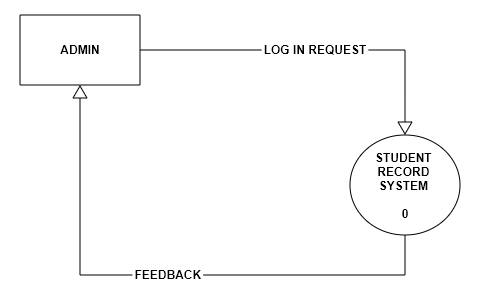 ADMIN
LOG IN REQUEST
STUDENT
RECORD
SYSTEM
0
FEEDBACK